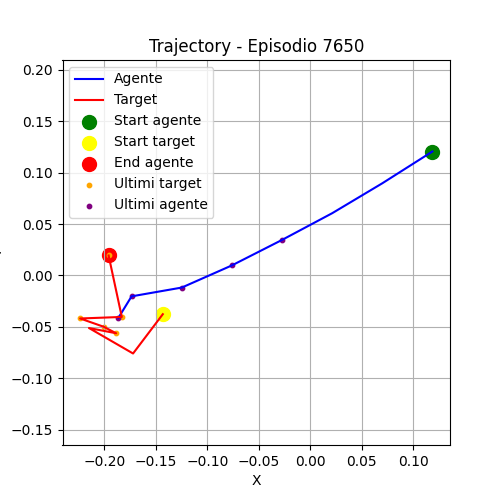 Trajectory - Episodio 7650
0.20
0.15
0.10
0.05
0.00
−0.05
−0.10
−0.15
Agente
Target
Start agente
Start target
End agente
Ultimi target
Ultimi agente
−0.20
−0.15
−0.10
−0.05
0.00
0.05
0.10
X